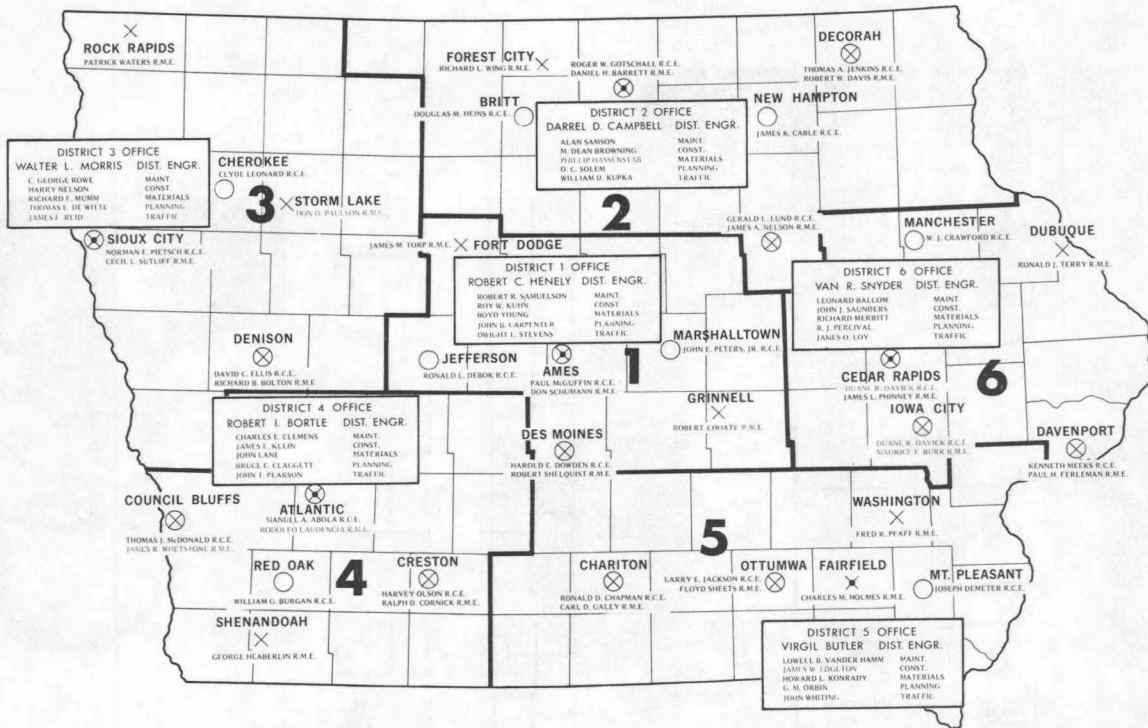 ROCK RAPIDS
PATRICK WATERS R.M.E.
FOREST CITY
RICHARD L. WING R.M.E.
ROGER W. GOTSCHALL R.C.E.
DANIEL H. BARRETT R.M.E.
DECORAH
THOMAS A. JENKINS R.C.E.
ROBERT W. DAVIS R.M.E.
BRITT
DOUGLAS M. HEINS R.C.E.
NEW HAMPTON
JAMES K. CABLE R.C.E.
DISTRICT 2 OFFICE
DARREL D. CAMPBELL DIST. ENGR.
ALAN SAMSON MAINT.
M. DEAN BROWNING CONST.
PHILLIP HASSENSTAB MATERIALS
O. C. SOLEM PLANNING
WILLIAM D. KUPKA TRAFFIC
2
DISTRICT 3 OFFICE
WALTER L. MORRIS DIST. ENGR.
C. GEORGE ROWE MAINT.
HARRY NELSON CONST.
RICHARD F. MUMM MATERIALS
THOMAS E. DE WITTE PLANNING
JAMES F. REID TRAFFIC
CHEROKEE
CLYDE LEONARD R.C.E.
3
STORM LAKE
DON D. PAULSON R.M.E.
SIOUX CITY
NORMAN E. PIETSCH R.C.E.
CECIL L. SUTLIFF R.M.E.
JAMES M. TORP R.M.E. FORT DODGE
GERALD L. LUND R.C.E.
JAMES A. NELSON R.M.E.
MANCHESTER
W. J. CRAWFORD R.C.E.
DUBUQUE
RONALD J. TERRY R.M.E.
DISTRICT 1 OFFICE
ROBERT C. HENELY DIST. ENGR.
ROBERT R. SAMUELSON MAINT.
ROY W. KUHN CONST.
BOYD YOUNG MATERIALS
JOHN B. CARPENTER PLANNING
DWIGHT L. STEVENS TRAFFIC
DISTRICT 6 OFFICE
VAN R. SNYDER DIST. ENGR.
LEONARD BALCOM MAINT.
JOHN J. SAUNDERS CONST.
RICHARD MERRITT MATERIALS
R. J. PERCIVAL PLANNING
JAMES O. LOY TRAFFIC
DENISON
DAVID C. ELLIS R.C.E.
RICHARD B. BOLTON R.M.E.
JEFFERSON
RONALD L. DEBOK R.C.E.
AMES
PAUL McGUFFIN R.C.E.
DON SCHUMANN R.M.E.
1
MARSHALLTOWN
JOHN E. PETERS, JR. R.C.E.
GRINNELL
ROBERT CHOATE R.M.E.
CEDAR RAPIDS
DUANE R. DAVICK R.C.E.
JAMES L. PHINNEY R.M.E.
6
IOWA CITY
DUANE R. DAVICK R.C.E.
MAURICE F. BURR R.M.E.
DAVENPORT
KENNETH MEEKS R.C.E.
PAUL H. FERLEMAN R.M.E.
DISTRICT 4 OFFICE
ROBERT I. BORTLE DIST. ENGR.
CHARLES E. CLEMENS MAINT.
JAMES L. KLEIN CONST.
JOHN LANE MATERIALS
BRUCE C. CLAGGETT PLANNING
JOHN T. PEARSON TRAFFIC
DES MOINES
HAROLD E. DOWDEN R.C.E.
ROBERT SHELQUIST R.M.E.
COUNCIL BLUFFS
THOMAS J. McDONALD R.C.E.
JAMES R. WHETSTONE R.M.E.
ATLANTIC
MANUEL A. ABOLA R.C.E.
RODOLFO LAUDENCIA R.M.E.
WASHINGTON
FRED R. PFAFF R.M.E.
RED OAK
WILLIAM G. BURGAN R.C.E.
4
CRESTON
HARVEY OLSON R.C.E.
RALPH D. CORNICK R.M.E.
CHARITON
RONALD D. CHAPMAN R.C.E.
CARL D. GALEY R.M.E.
5
OTTUMWA
LARRY E. JACKSON R.C.E.
FLOYD SHEETS R.M.E.
FAIRFIELD
CHARLES M. HOLMES R.M.E.
MT. PLEASANT
JOSEPH DEMETER R.C.E.
SHENANDOAH
GEORGE HEABERLIN R.M.E.
DISTRICT 5 OFFICE
VIRGIL BUTLER DIST. ENGR.
LOWELL B. VANDER HAMM MAINT.
JAMES W. EDGETON CONST.
HOWARD L. KONRADY MATERIALS
G. M. ORBIN PLANNING
JOHN WHITING TRAFFIC